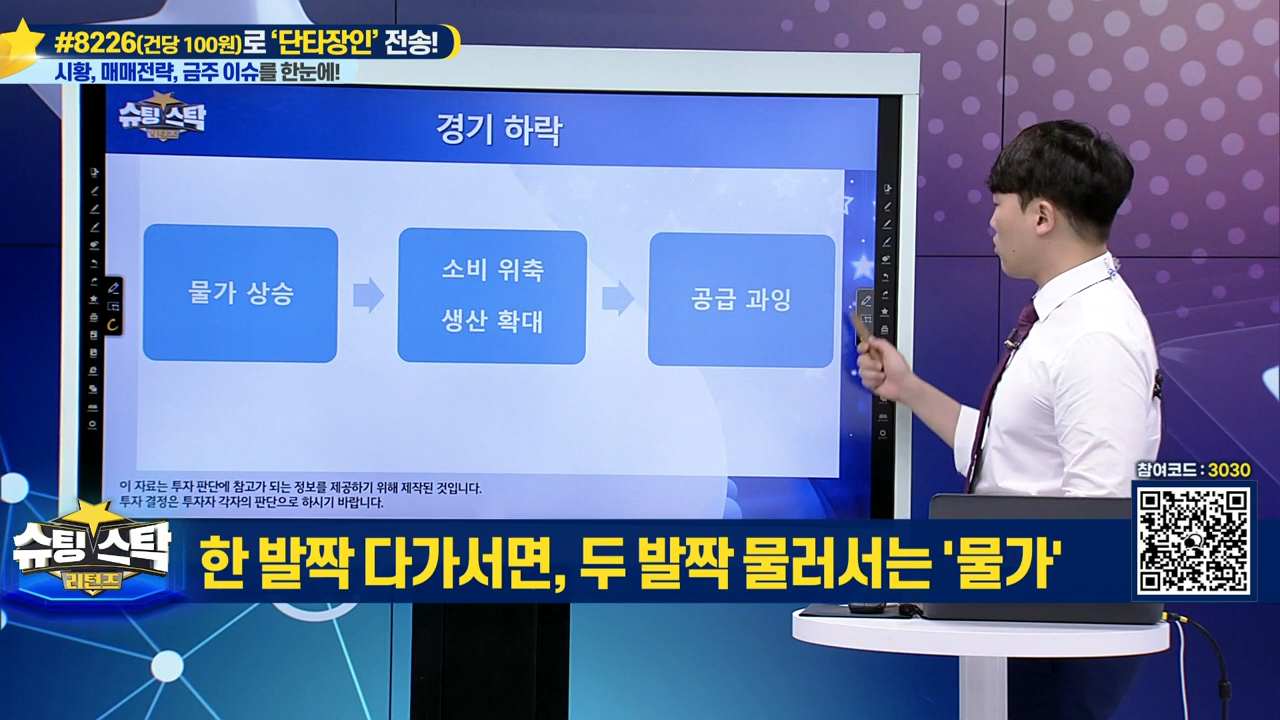 #8226(건당 100원)로 '단타장인' 전송!
시황, 매매전략, 금주 이슈를 한눈에!
슈팅 스탁
리턴즈
경기 하락
물가 상승
소비 위축
생산 확대
공급 과잉
이 자료는 투자 판단에 참고가 되는 정보를 제공하기 위해 제작된 것입니다.
투자 결정은 투자자 각자의 판단으로 하시기 바랍니다.
참여코드 : 3030
슈팅 스탁
리턴즈
한 발짝 다가서면, 두 발짝 물러서는 '물가'